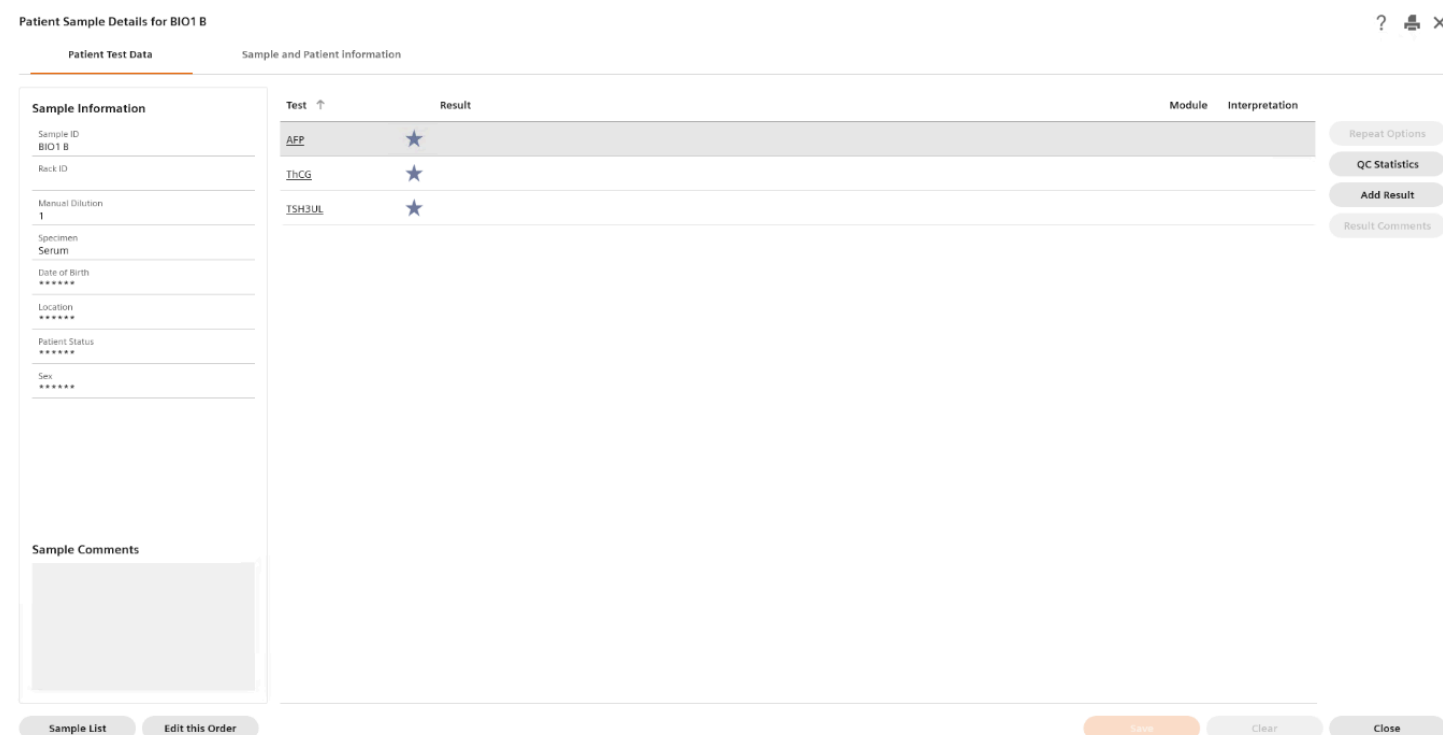 Patient Sample Details for BIO1 B
?
Patient Test Data
Sample and Patient information
Sample Information
Sample ID
BIO1 B
Rack ID
Manual Dilution
1
Specimen
Serum
Date of Birth
******
Location
******
Patient Status
******
Sex
******
Sample Comments
Test Result Module Interpretation
AFP
ThCG
TSH3UL
Repeat Options
QC Statistics
Add Result
Result Comments
Sample List
Edit this Order
Save
Clear
Close